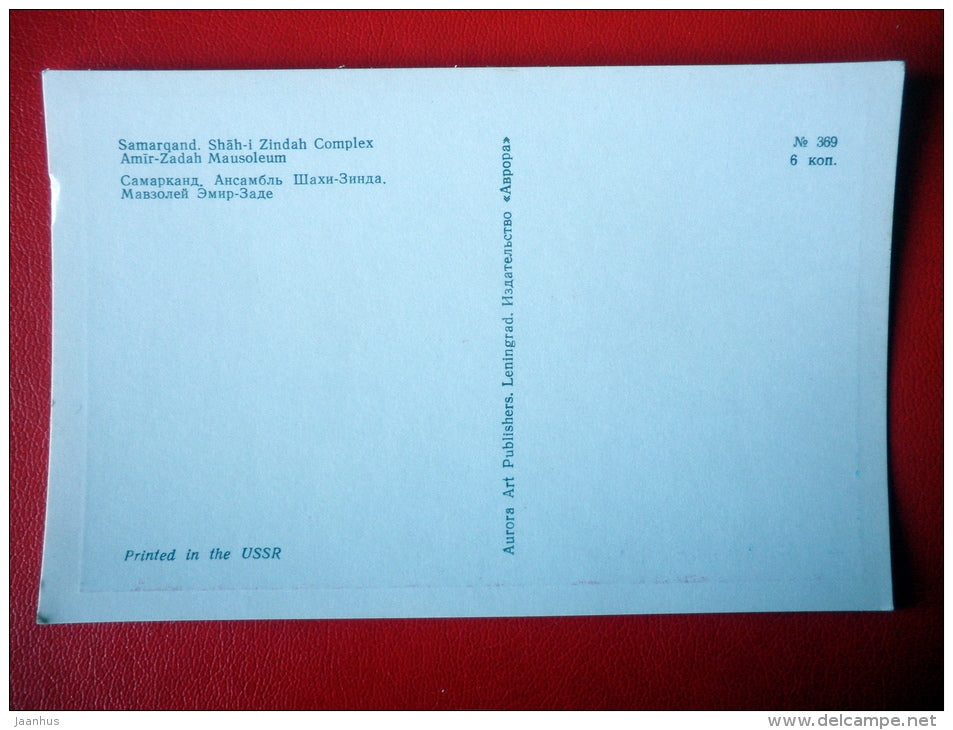 Samarqand. Shāh-i Zindah Complex
Amīr-Zadah Mausoleum
Самарканд. Ансамбль Шахи-Зинда.
Мавзолей Эмир-Заде
Printed in the USSR
Aurora Art Publishers. Leningrad. Издательство «Аврора»
№ 369
6 коп.
jaanhus
delcampe.net